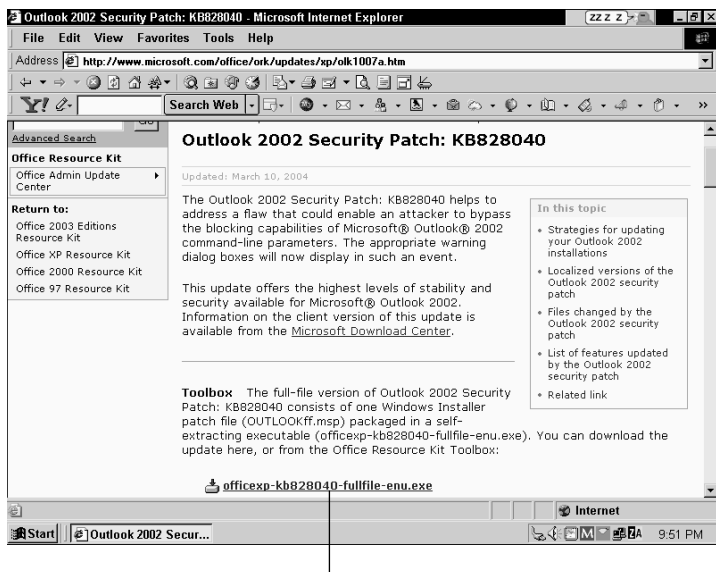 Outlook 2002 Security Patch: KB828040 - Microsoft Internet Explorer
zz z z
File Edit View Favorites Tools Help
Address http://www.microsoft.com/office/ork/updates/xp/olk1007a.htm
Y! Search Web
Go
Advanced Search
Office Resource Kit
Office Admin Update
Center
Return to:
Office 2003 Editions
Resource Kit
Office XP Resource Kit
Office 2000 Resource Kit
Office 97 Resource Kit
Outlook 2002 Security Patch: KB828040
Updated: March 10, 2004
The Outlook 2002 Security Patch: KB828040 helps to
address a flaw that could enable an attacker to bypass
the blocking capabilities of Microsoft® Outlook® 2002
command-line parameters. The appropriate warning
dialog boxes will now display in such an event.
This update offers the highest levels of stability and
security available for Microsoft® Outlook 2002.
Information on the client version of this update is
available from the Microsoft Download Center.
In this topic
Strategies for updating
your Outlook 2002
installations
Localized versions of the
Outlook 2002 security
patch
Files changed by the
Outlook 2002 security
patch
List of features updated
by the Outlook 2002
security patch
Related link
Toolbox The full-file version of Outlook 2002 Security
Patch: KB828040 consists of one Windows Installer
patch file (OUTLOOKff.msp) packaged in a self-
extracting executable (officexp-kb828040-fullfile-enu.exe). You can download the
update here, or from the Office Resource Kit Toolbox:
officexp-kb828040-fullfile-enu.exe
Internet
Start Outlook 2002 Secur... 9:51 PM